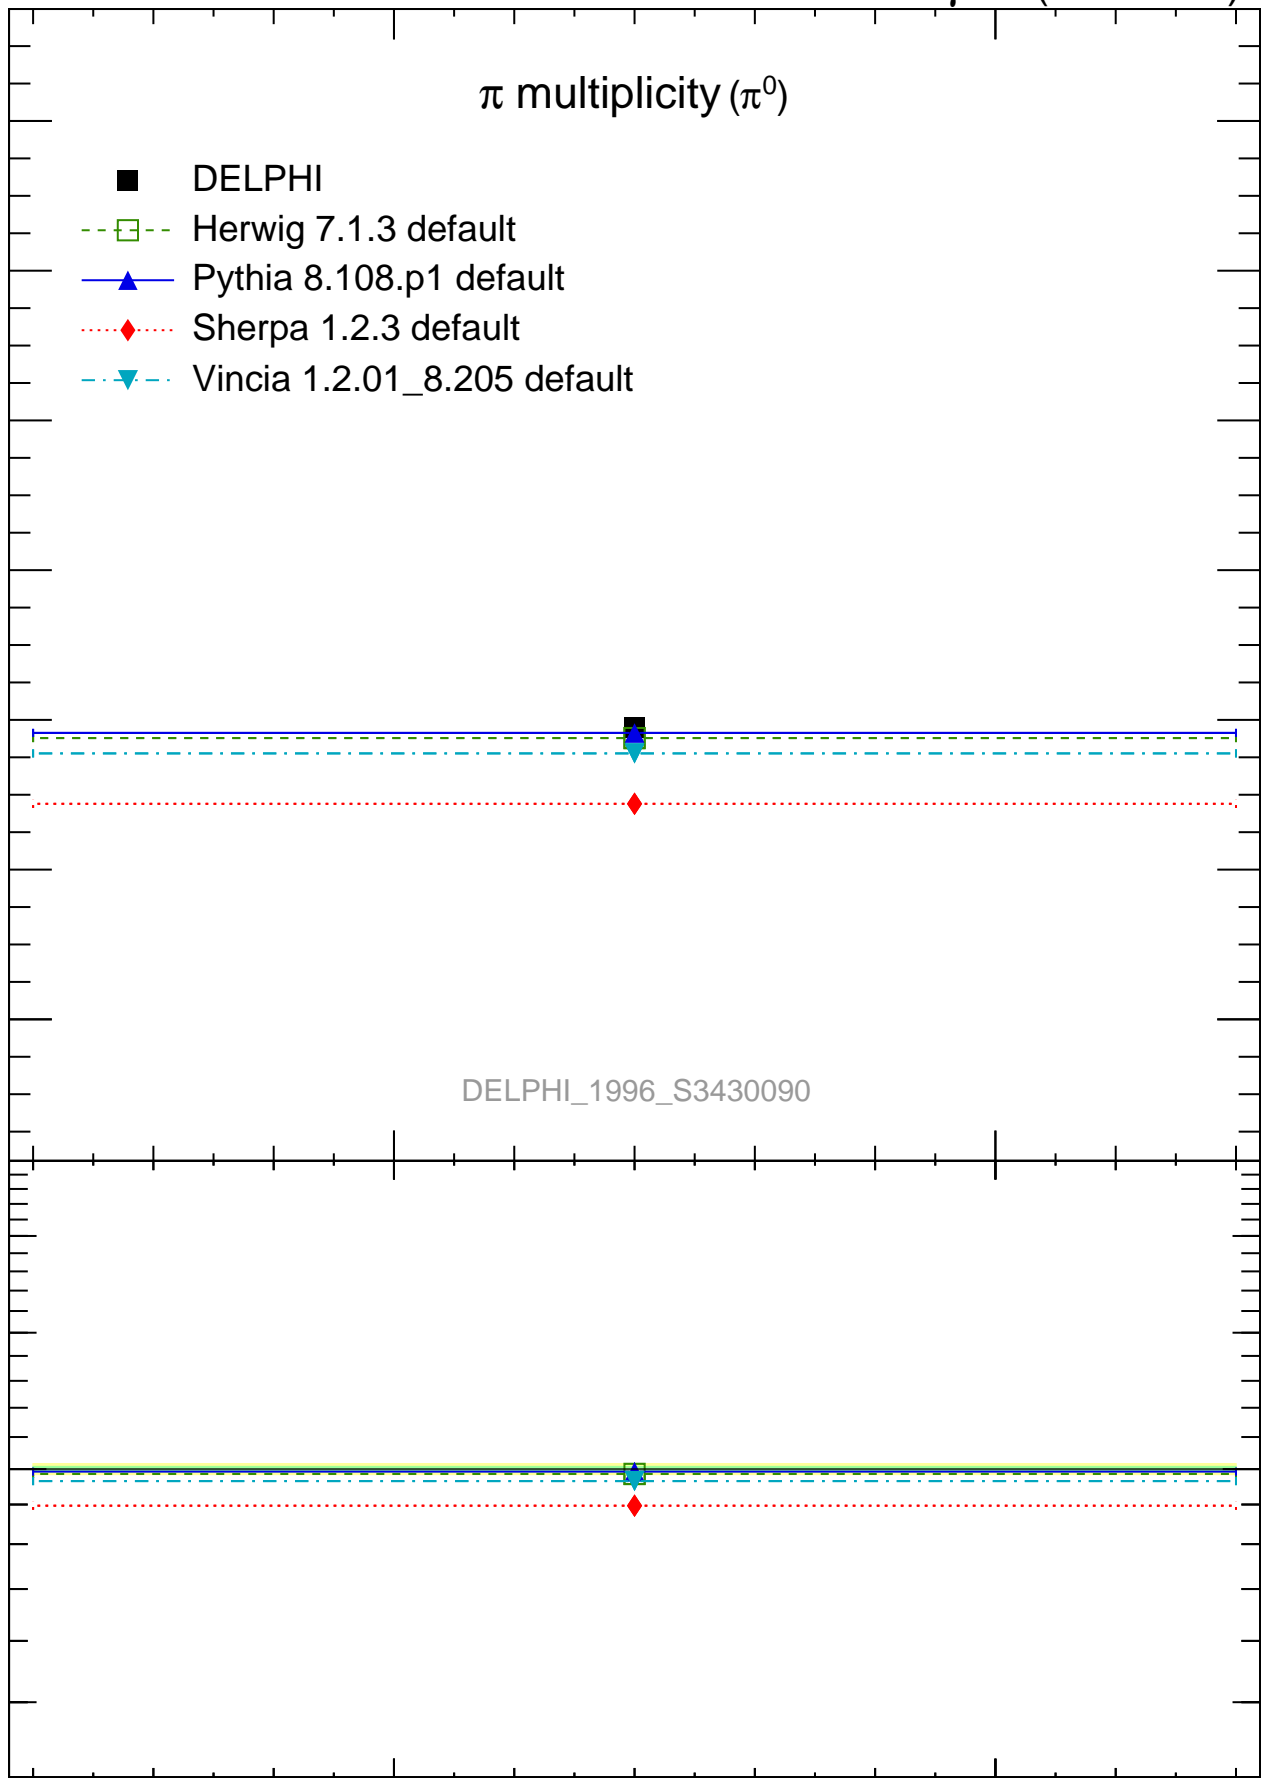 π multiplicity (π⁰)
DELPHI
Herwig 7.1.3 default
Pythia 8.108.p1 default
Sherpa 1.2.3 default
Vincia 1.2.01_8.205 default
DELPHI_1996_S3430090